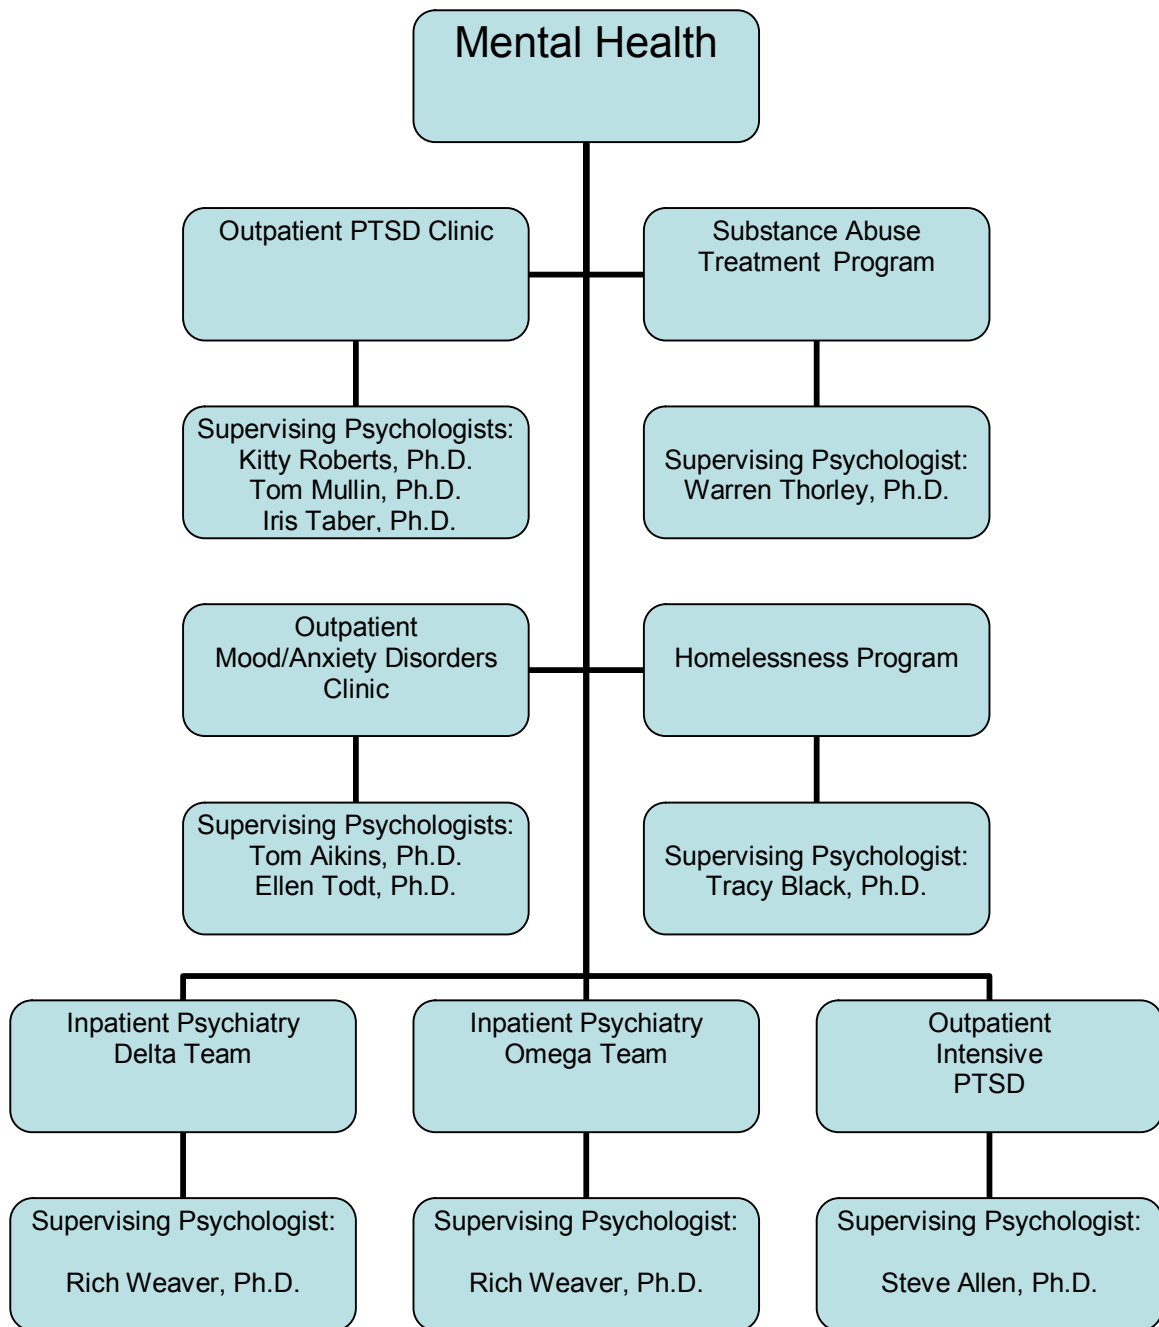 Mental Health
Outpatient PTSD Clinic
Substance Abuse
Treatment Program
Supervising Psychologists:
Kitty Roberts, Ph.D.
Tom Mullin, Ph.D.
Iris Taber, Ph.D.
Supervising Psychologist:
Warren Thorley, Ph.D.
Outpatient
Mood/Anxiety Disorders
Clinic
Homelessness Program
Supervising Psychologists:
Tom Aikins, Ph.D.
Ellen Todt, Ph.D.
Supervising Psychologist:
Tracy Black, Ph.D.
Inpatient Psychiatry
Delta Team
Inpatient Psychiatry
Omega Team
Outpatient
Intensive
PTSD
Supervising Psychologist:
Rich Weaver, Ph.D.
Supervising Psychologist:
Rich Weaver, Ph.D.
Supervising Psychologist:
Steve Allen, Ph.D.